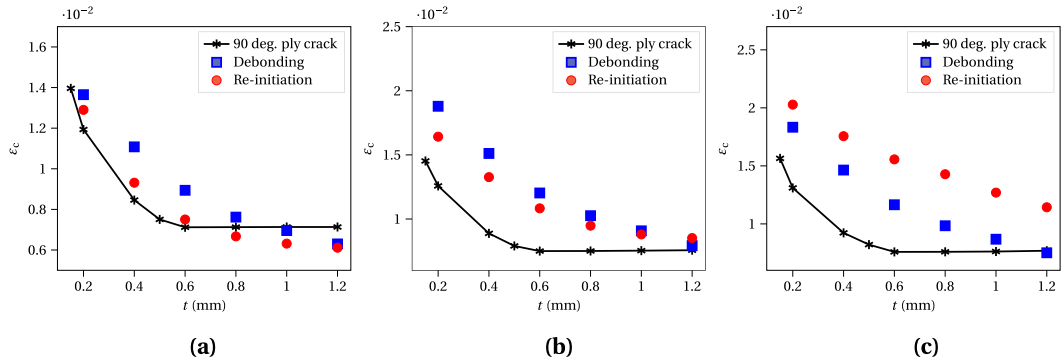 ·10⁻²
1.6
1.4
1.2
1
0.8
0.6
εc
90 deg. ply crack
Debonding
Re-initiation
0.2 0.4 0.6 0.8 1 1.2
t (mm)
(a)
·10⁻²
2.5
2
1.5
1
εc
90 deg. ply crack
Debonding
Re-initiation
0.2 0.4 0.6 0.8 1 1.2
t (mm)
(b)
·10⁻²
2.5
2
1.5
1
εc
90 deg. ply crack
Debonding
Re-initiation
0.2 0.4 0.6 0.8 1 1.2
t (mm)
(c)